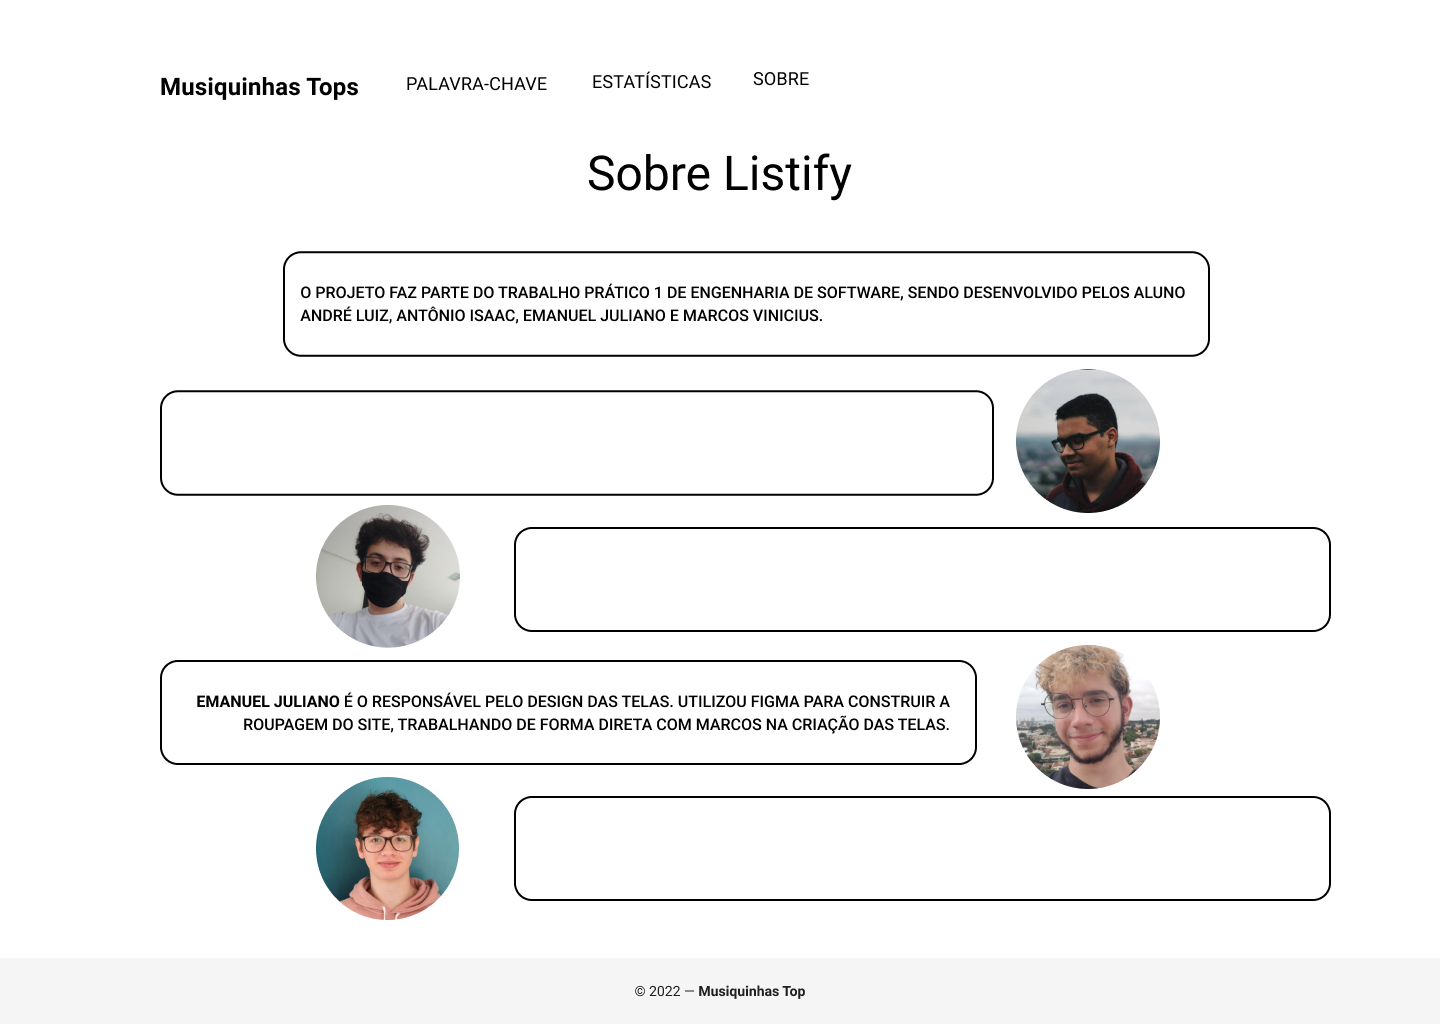 Musiquinhas Tops PALAVRA-CHAVE ESTATÍSTICAS SOBRE
Sobre Listify
O PROJETO FAZ PARTE DO TRABALHO PRÁTICO 1 DE ENGENHARIA DE SOFTWARE, SENDO DESENVOLVIDO PELOS ALUNO
ANDRÉ LUIZ, ANTÔNIO ISAAC, EMANUEL JULIANO E MARCOS VINICIUS.
EMANUEL JULIANO É O RESPONSÁVEL PELO DESIGN DAS TELAS. UTILIZOU FIGMA PARA CONSTRUIR A
ROUPAGEM DO SITE, TRABALHANDO DE FORMA DIRETA COM MARCOS NA CRIAÇÃO DAS TELAS.
© 2022 — Musiquinhas Top